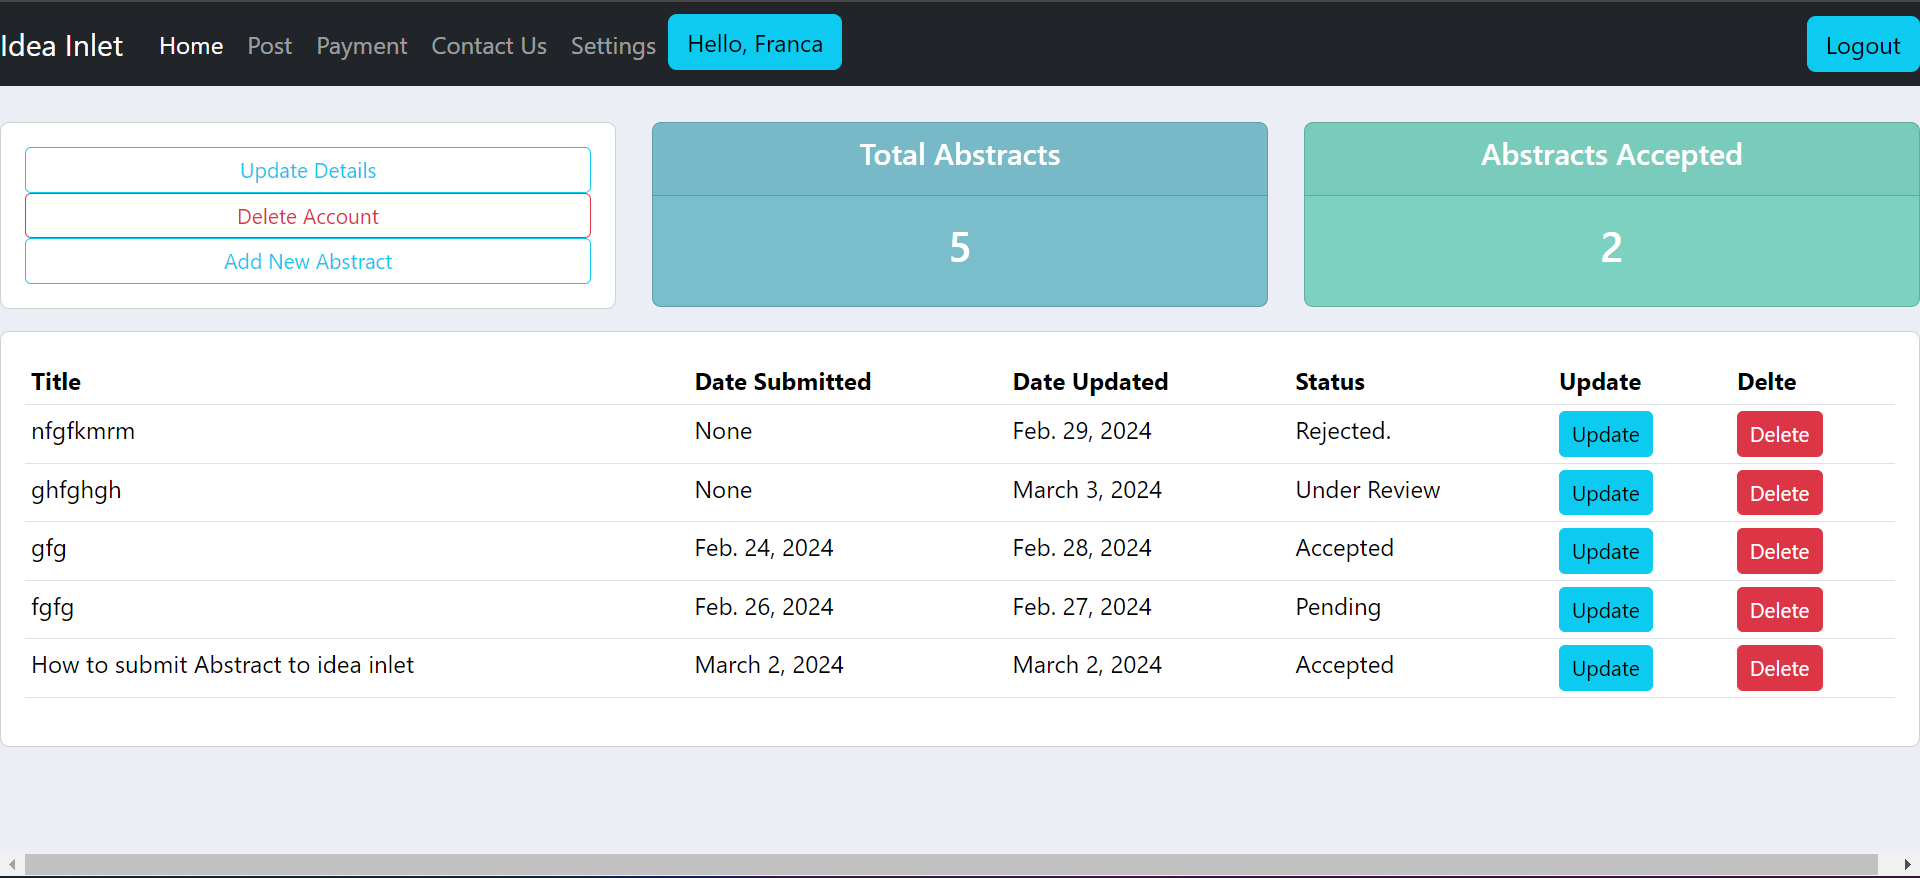 Idea Inlet Home Post Payment Contact Us Settings Hello, Franca Logout
Update Details
Delete Account
Add New Abstract
Total Abstracts
5
Abstracts Accepted
2
Title Date Submitted Date Updated Status Update Delte
nfgfkmrm None Feb. 29, 2024 Rejected. Update Delete
ghfghgh None March 3, 2024 Under Review Update Delete
gfg Feb. 24, 2024 Feb. 28, 2024 Accepted Update Delete
fgfg Feb. 26, 2024 Feb. 27, 2024 Pending Update Delete
How to submit Abstract to idea inlet March 2, 2024 March 2, 2024 Accepted Update Delete